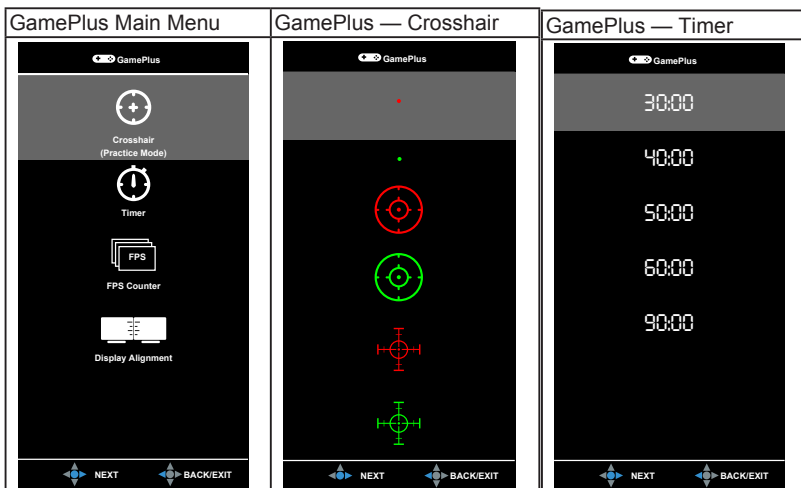 GamePlus Main Menu
GamePlus
Crosshair
(Practice Mode)
Timer
FPS
FPS Counter
Display Alignment
NEXT BACK/EXIT
GamePlus — Crosshair
GamePlus
NEXT BACK/EXIT
GamePlus — Timer
GamePlus
30:00
40:00
50:00
60:00
90:00
NEXT BACK/EXIT